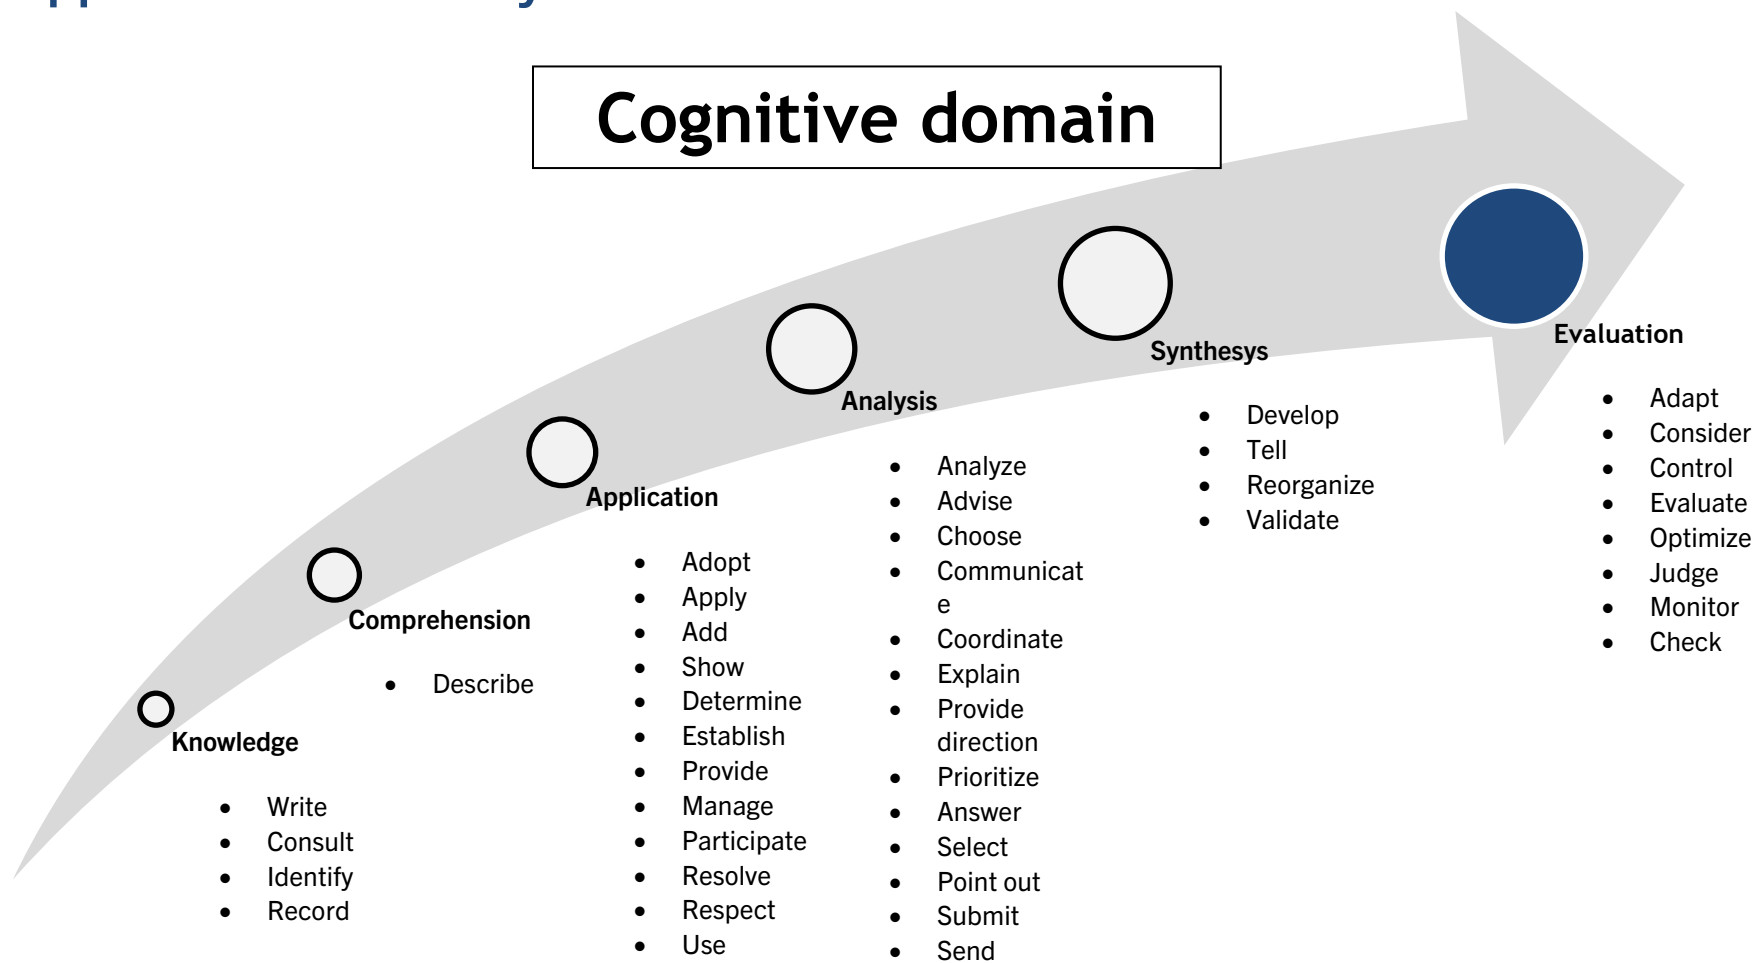 Cognitive domain
Knowledge
• Write
• Consult
• Identify
• Record
Comprehension
• Describe
Application
• Adopt
• Apply
• Add
• Show
• Determine
• Establish
• Provide
• Manage
• Participate
• Resolve
• Respect
• Use
Analysis
• Analyze
• Advise
• Choose
• Communicat
e
• Coordinate
• Explain
• Provide
direction
• Prioritize
• Answer
• Select
• Point out
• Submit
• Send
Synthesys
• Develop
• Tell
• Reorganize
• Validate
Evaluation
• Adapt
• Consider
• Control
• Evaluate
• Optimize
• Judge
• Monitor
• Check